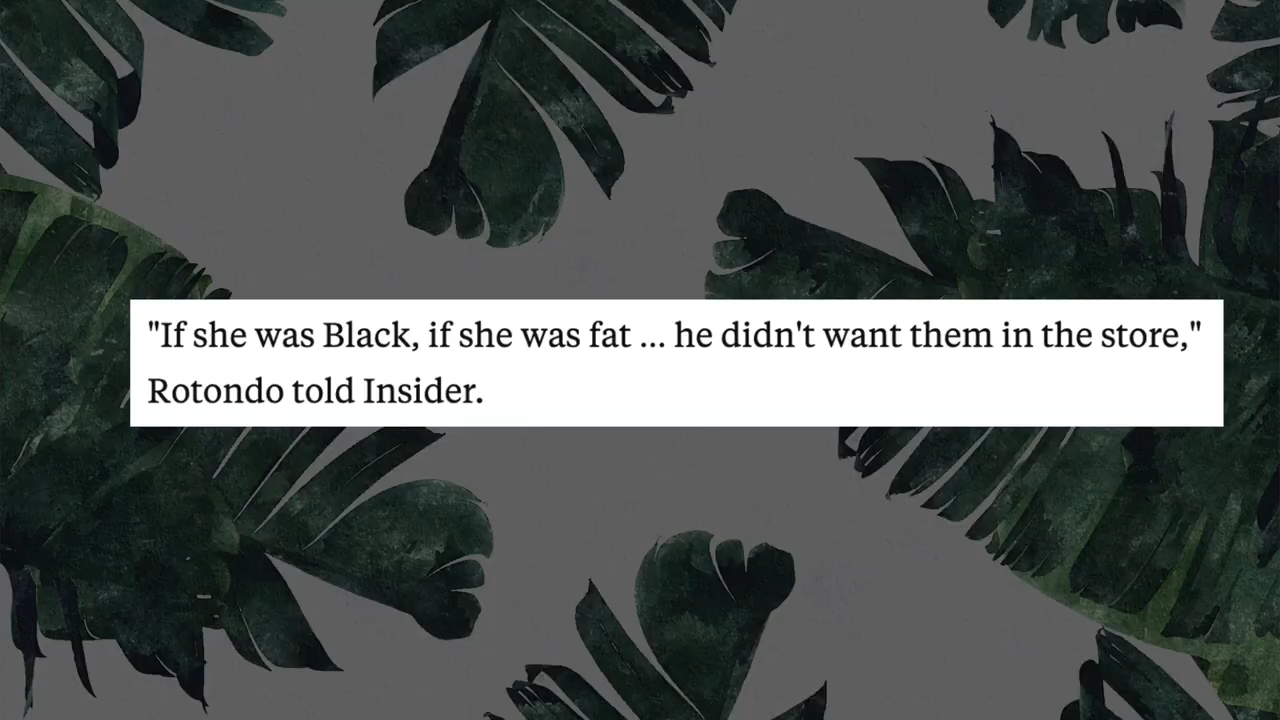 "If she was Black, if she was fat ... he didn't want them in the store,"
Rotondo told Insider.